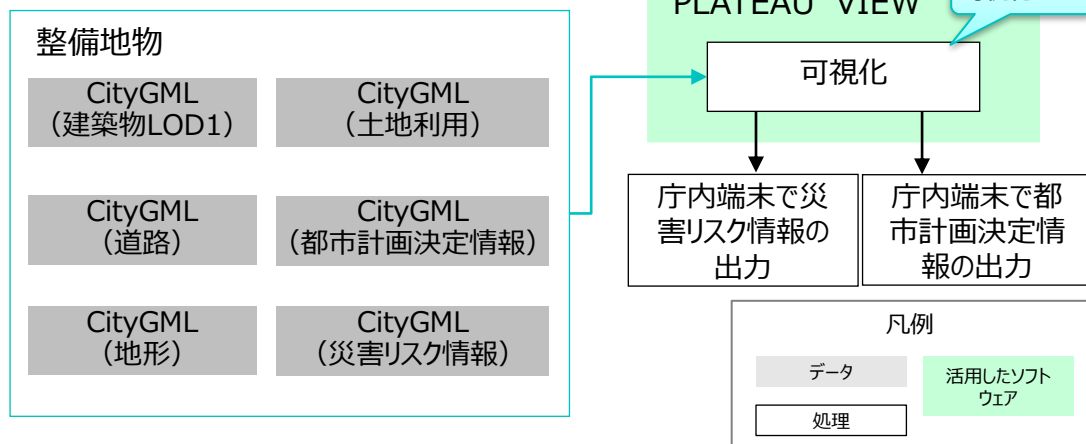 整備地物
CityGML
（建築物LOD1）
CityGML
（土地利用）
CityGML
（道路）
CityGML
（都市計画決定情報）
CityGML
（地形）
CityGML
（災害リスク情報）
PLATEAU VIEW
可視化
庁内端末で災
害リスク情報の
出力
庁内端末で都
市計画決定情
報の出力
凡例
データ
活用したソフト
ウェア
処理